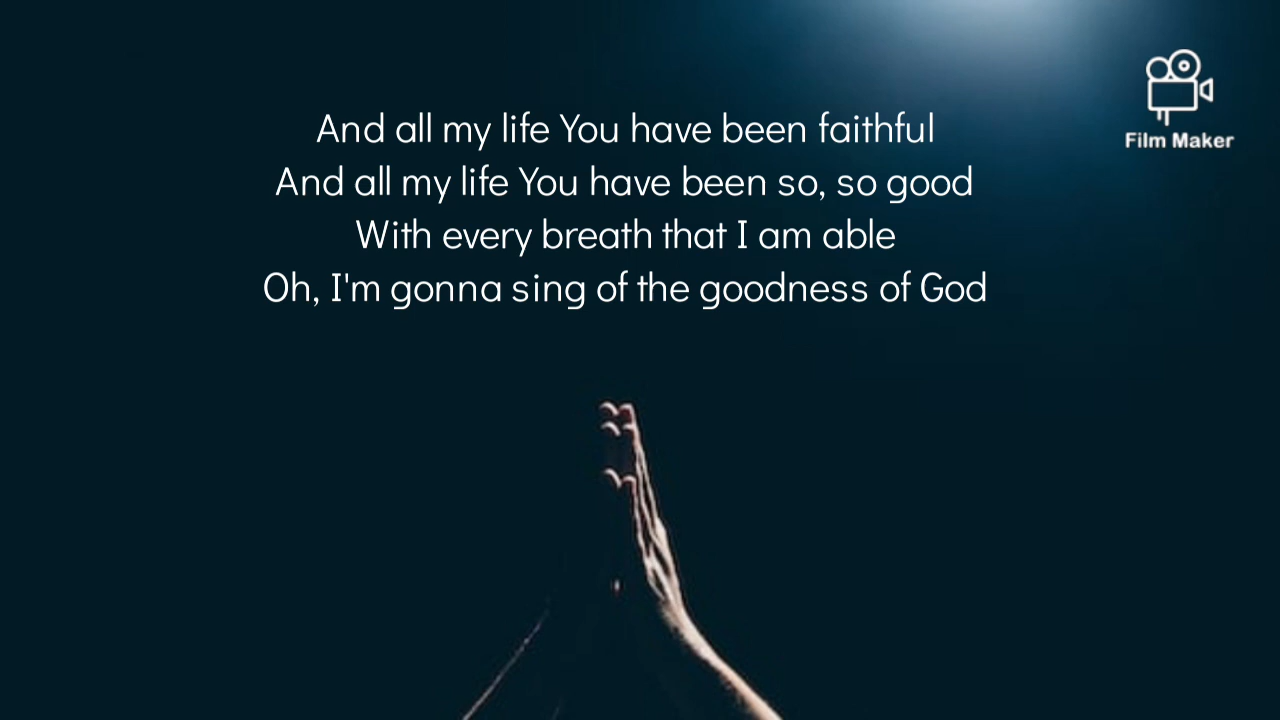 And all my life You have been faithful
And all my life You have been so, so good
With every breath that I am able
Oh, I'm gonna sing of the goodness of God
Film Maker